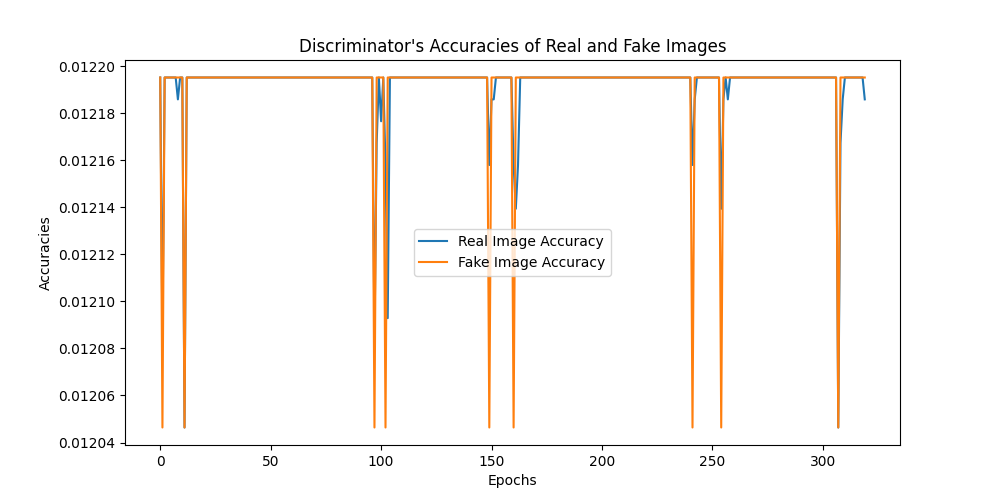 Discriminator's Accuracies of Real and Fake Images
0.01220
0.01218
0.01216
0.01214
0.01212
0.01210
0.01208
0.01206
0.01204
Accuracies
Real Image Accuracy
Fake Image Accuracy
0 50 100 150 200 250 300
Epochs